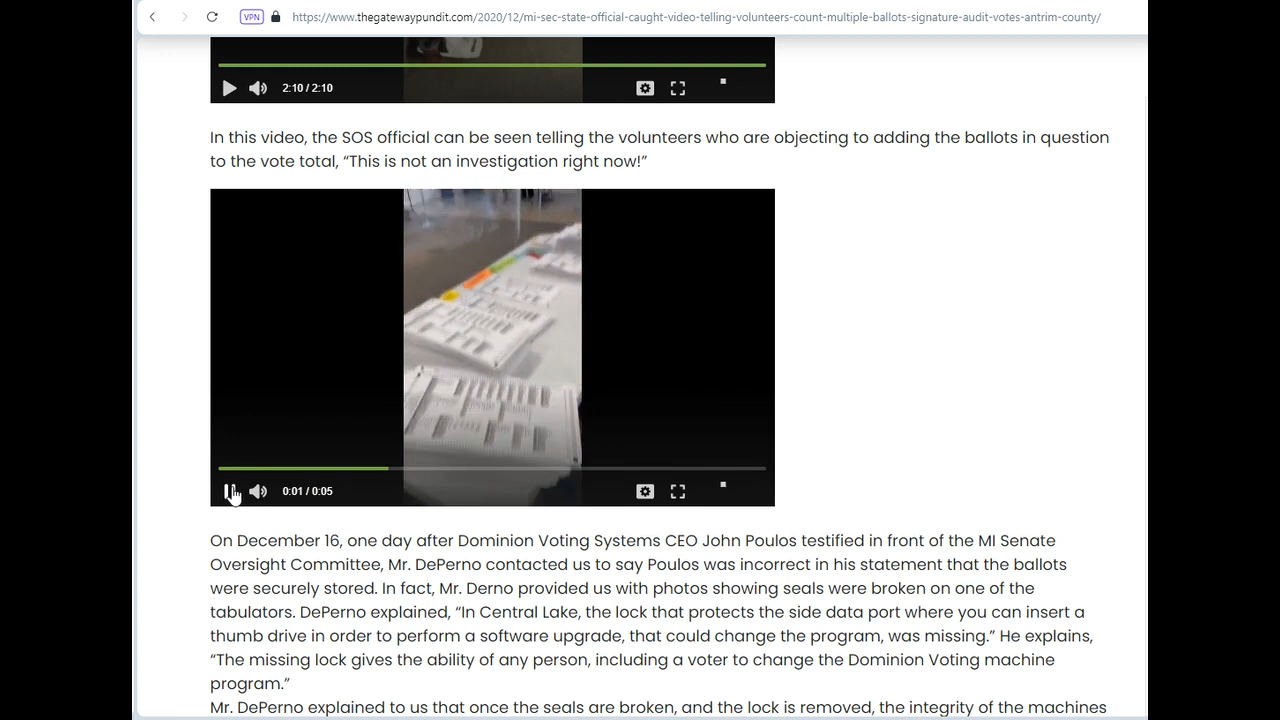 VPN
https://www.thegatewaypundit.com/2020/12/mi-sec-state-official-caught-video-telling-volunteers-count-multiple-ballots-signature-audit-votes-antrim-county/
2:10 / 2:10
In this video, the SOS official can be seen telling the volunteers who are objecting to adding the ballots in question
to the vote total, “This is not an investigation right now!”
0:01 / 0:05
On December 16, one day after Dominion Voting Systems CEO John Poulos testified in front of the MI Senate
Oversight Committee, Mr. DePerno contacted us to say Poulos was incorrect in his statement that the ballots
were securely stored. In fact, Mr. Derno provided us with photos showing seals were broken on one of the
tabulators. DePerno explained, “In Central Lake, the lock that protects the side data port where you can insert a
thumb drive in order to perform a software upgrade, that could change the program, was missing.” He explains,
“The missing lock gives the ability of any person, including a voter to change the Dominion Voting machine
program.”
Mr. DePerno explained to us that once the seals are broken, and the lock is removed, the integrity of the machines